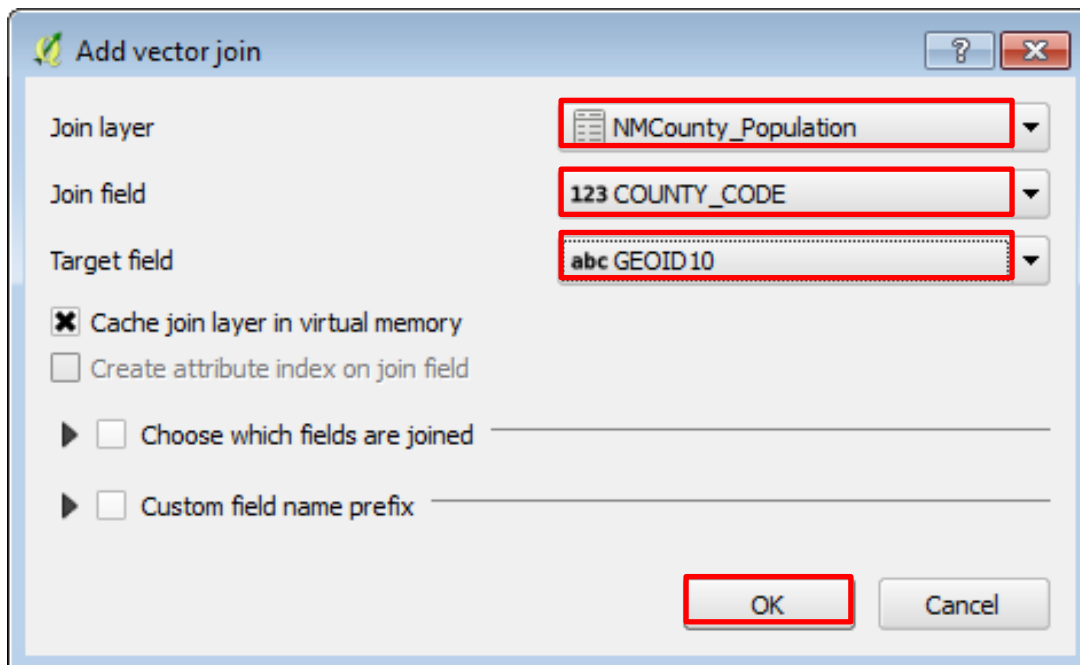 Add vector join
Join layer
NMCounty_Population
Join field
123 COUNTY_CODE
Target field
abc GEOID10
Cache join layer in virtual memory
Create attribute index on join field
Choose which fields are joined
Custom field name prefix
OK
Cancel